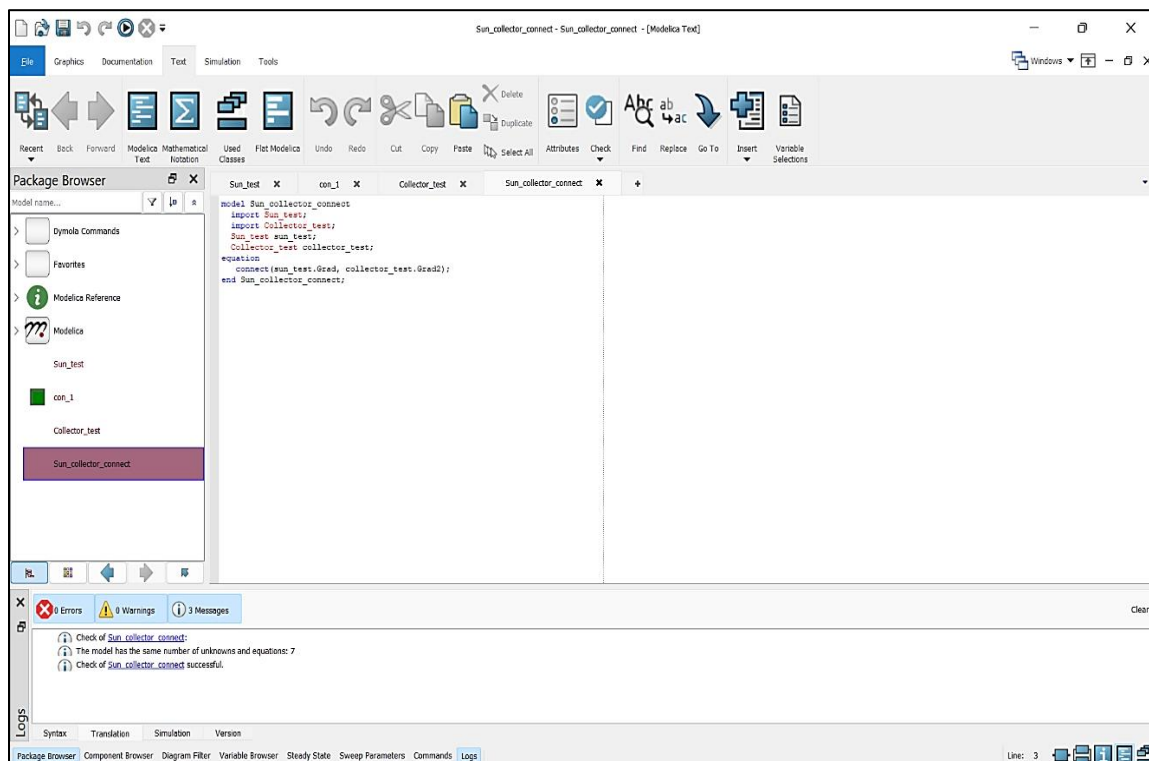 Sun_collector_connect - Sun_collector_connect - [Modelica Text]
File Graphics Documentation Text Simulation Tools Windows
Recent Back Forward Modelica Text Mathematical Notation Used Classes Flat Modelica Undo Redo Cut Copy Paste Delete Duplicate Select All Attributes Check Find Replace Go To Insert Variable Selections
Package Browser
Sun_test con_1 Collector_test Sun_collector_connect
Model name...
Dymola Commands
Favorites
Modelica Reference
Modelica
Sun_test
con_1
Collector_test
Sun_collector_connect
model Sun_collector_connect
import Sun_test;
import Collector_test;
Sun_test sun_test;
Collector_test collector_test;
equation
connect(sun_test.Grad, collector_test.Grad2);
end Sun_collector_connect;
0 Errors 0 Warnings 3 Messages Clear
Check of Sun_collector_connect:
The model has the same number of unknowns and equations: 7
Check of Sun_collector_connect successful.
Logs
Syntax Translation Simulation Version
Package Browser Component Browser Diagram Filter Variable Browser Steady State Sweep Parameters Commands Logs Line: 3